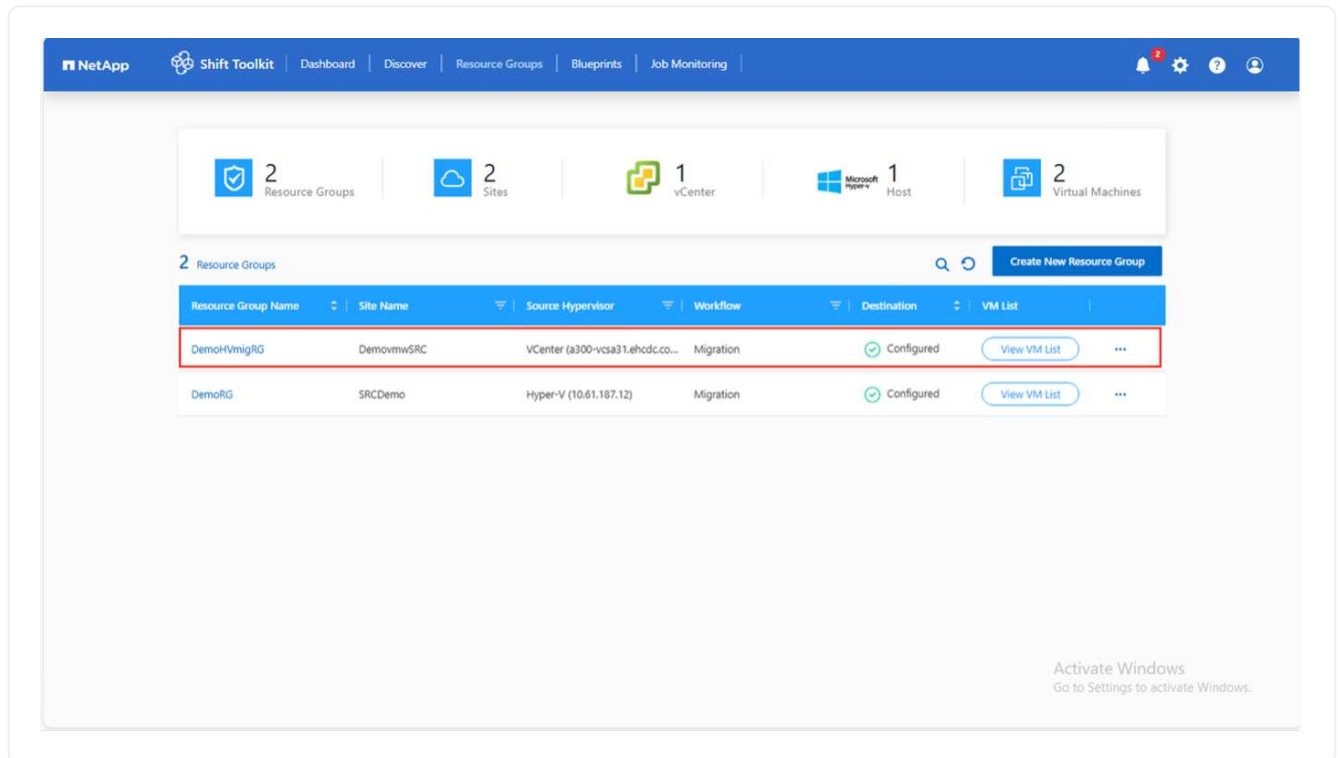 NetApp Shift Toolkit Dashboard Discover Resource Groups Blueprints Job Monitoring 2
2 Resource Groups
2 Sites
1 vCenter
Microsoft Hyper-v 1 Host
2 Virtual Machines
2 Resource Groups Create New Resource Group
Resource Group Name Site Name Source Hypervisor Workflow Destination VM List
DemoHVmigRG DemovmwSRC VCenter (a300-vcsa31.ehcdc.co... Migration Configured View VM List ...
DemoRG SRCDemo Hyper-V (10.61.187.12) Migration Configured View VM List ...
Activate Windows
Go to Settings to activate Windows.